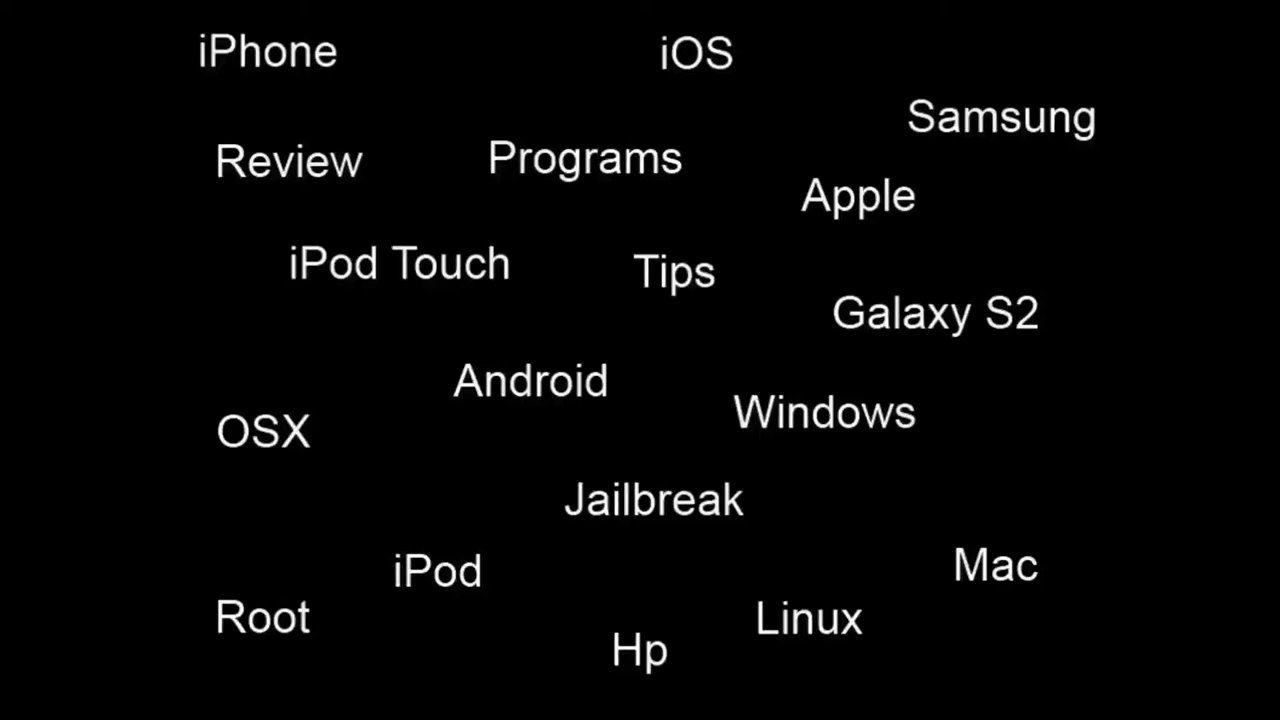 iPhone
iOS
Samsung
Review
Programs
Apple
iPod Touch
Tips
Galaxy S2
Android
Windows
OSX
Jailbreak
iPod
Mac
Root
Linux
Hp